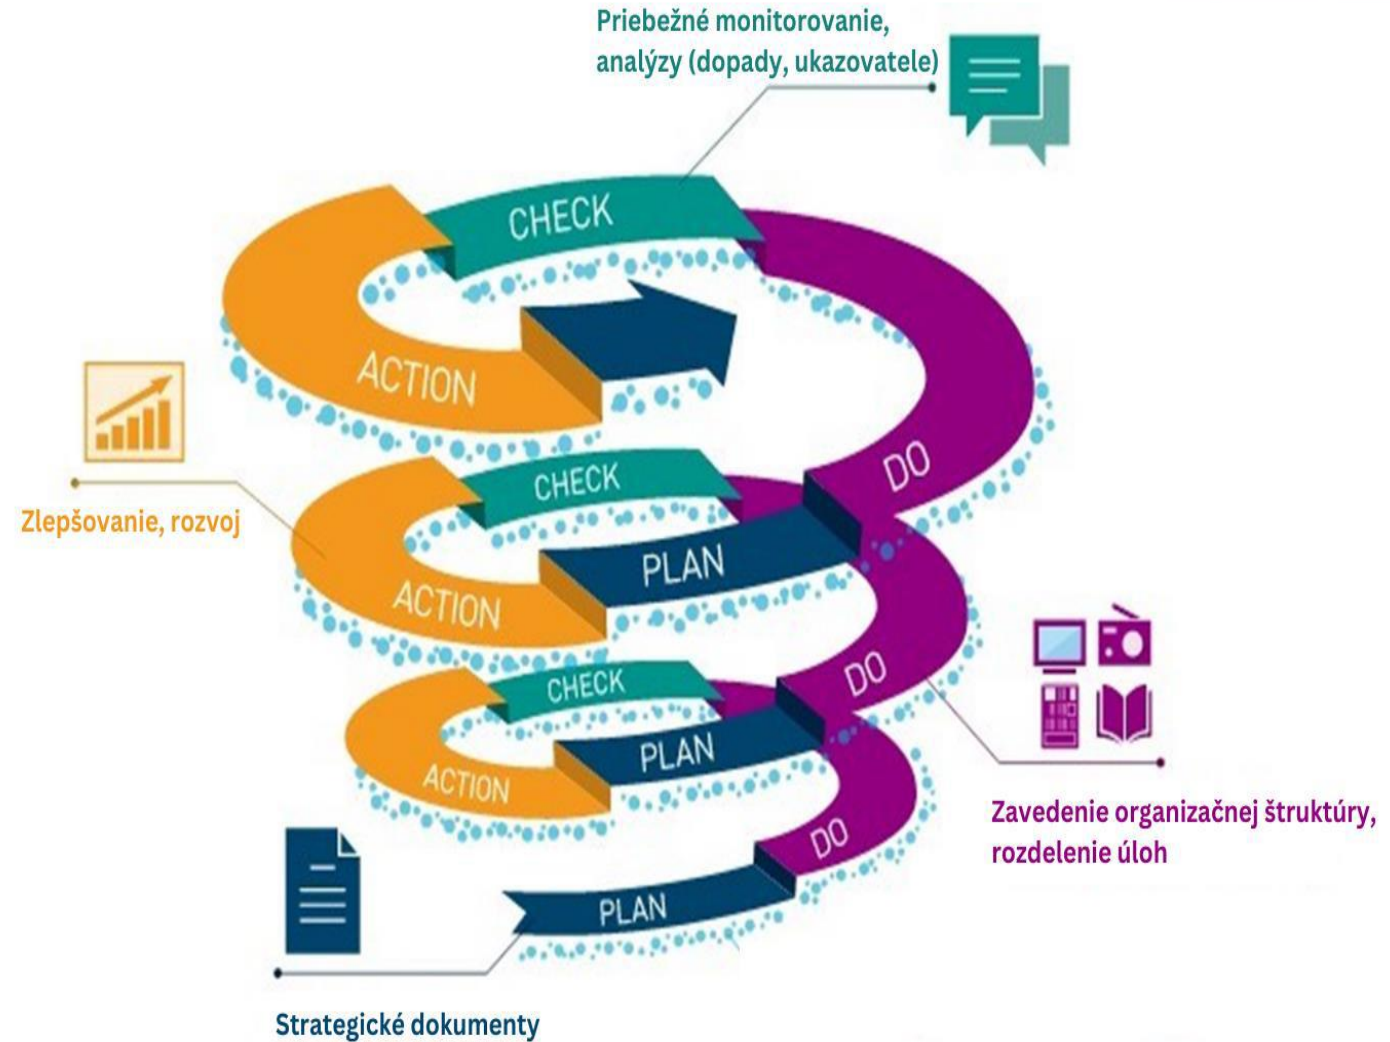 Priebežné monitorovanie,
analýzy (dopady, ukazovatele)
CHECK
ACTION
DO
CHECK
PLAN
ACTION
Zlepšovanie, rozvoj
DO
CHECK
PLAN
ACTION
Zavedenie organizačnej štruktúry,
rozdelenie úloh
DO
PLAN
Strategické dokumenty